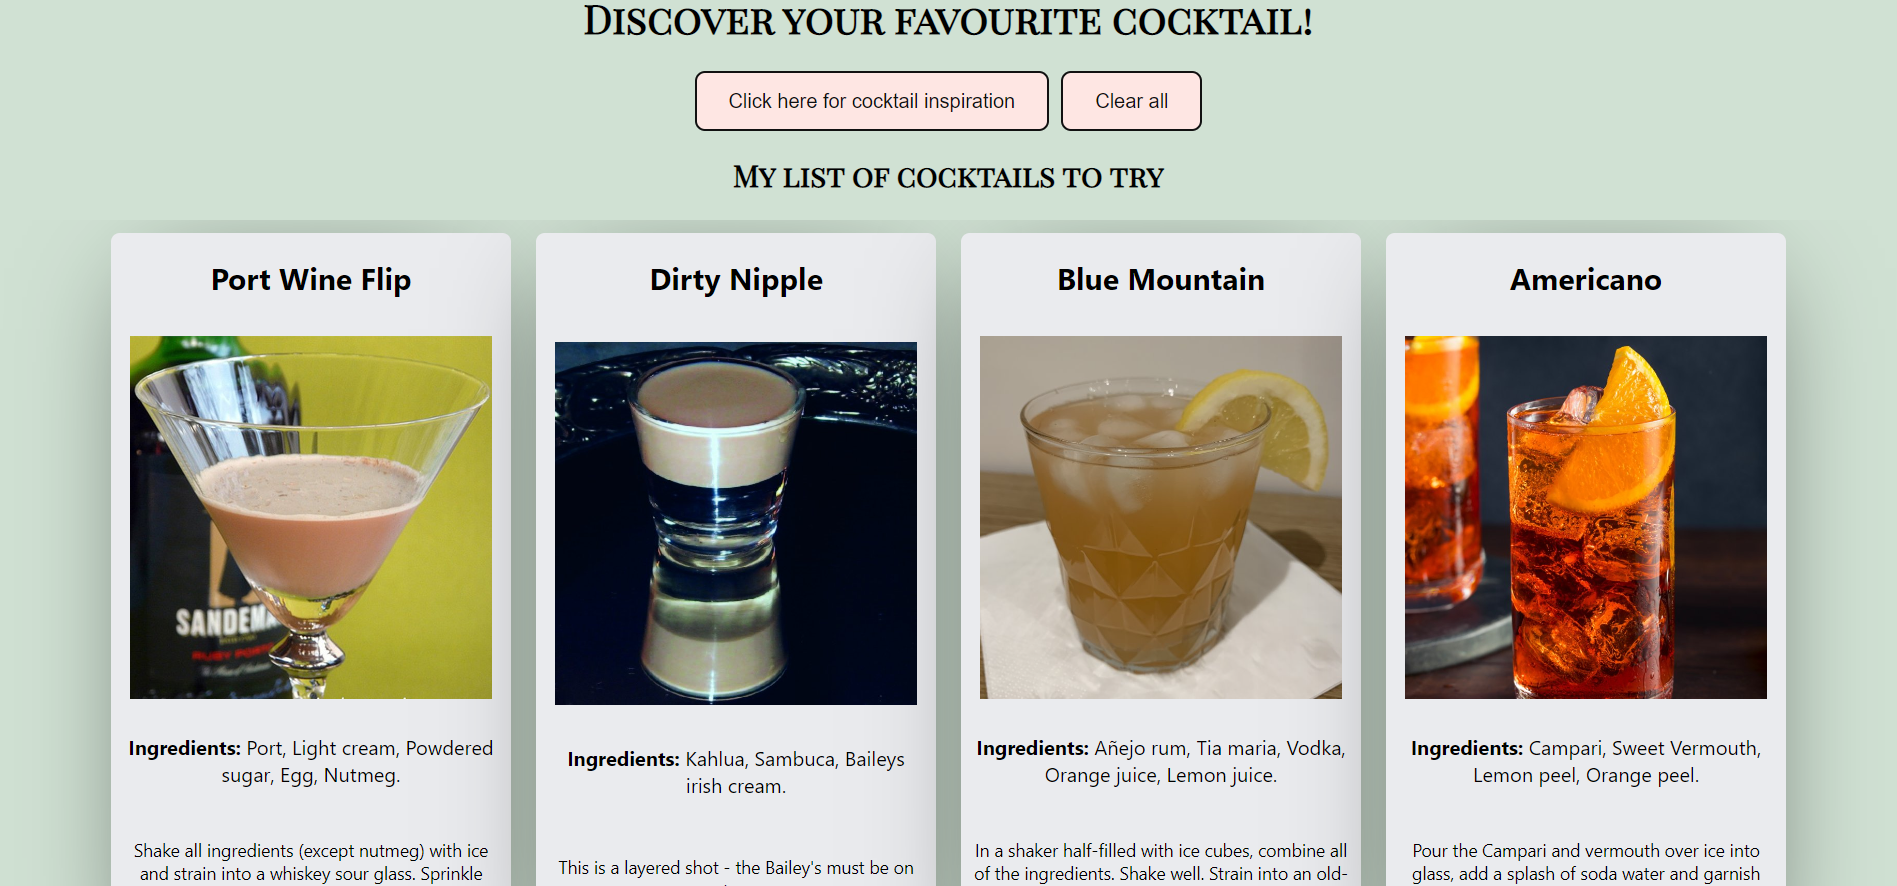 Discover your favourite cocktail!
Click here for cocktail inspiration
Clear all
My list of cocktails to try
Port Wine Flip
SANDEMA
RUBY PORT
Ingredients: Port, Light cream, Powdered
sugar, Egg, Nutmeg.
Shake all ingredients (except nutmeg) with ice
and strain into a whiskey sour glass. Sprinkle
Dirty Nipple
Ingredients: Kahlua, Sambuca, Baileys
irish cream.
This is a layered shot - the Bailey's must be on
Blue Mountain
Ingredients: Añejo rum, Tia maria, Vodka,
Orange juice, Lemon juice.
In a shaker half-filled with ice cubes, combine all
of the ingredients. Shake well. Strain into an old-
Americano
Ingredients: Campari, Sweet Vermouth,
Lemon peel, Orange peel.
Pour the Campari and vermouth over ice into
glass, add a splash of soda water and garnish